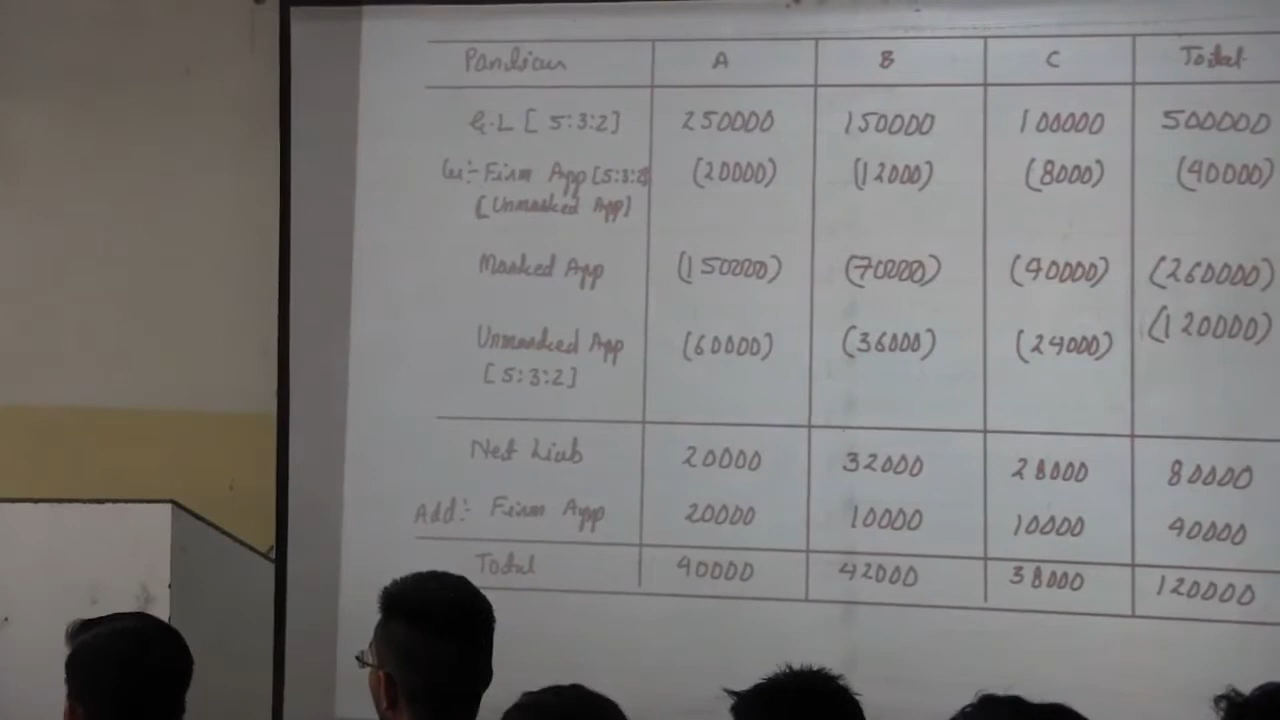 Particulars A B C Total
G.L [5:3:2] 250000 150000 100000 500000
Less:- Firm App [5:3:2] (20000) (12000) (8000) (40000)
[Unmarked App]
Marked App (150000) (70000) (40000) (260000)
Unmarked App (60000) (36000) (24000) (120000)
[5:3:2]
Net Liab 20000 32000 28000 80000
Add:- Firm App 20000 10000 10000 40000
Total 40000 42000 38000 120000